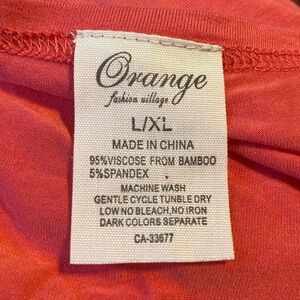 Orange
fashion village
L/XL
MADE IN CHINA
95%VISCOSE FROM BAMBOO
5%SPANDEX
MACHINE WASH
GENTLE CYCLE TUMBLE DRY
LOW NO BLEACH,NO IRON
DARK COLORS SEPARATE
CA-33677